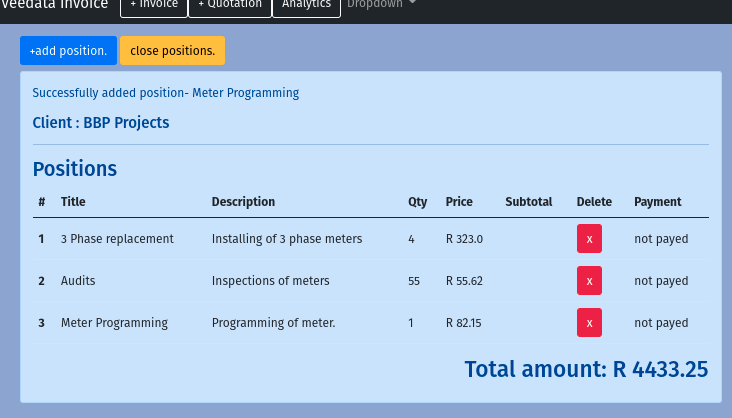 Veedata Invoice + Invoice + Quotation Analytics Dropdown
+add position. close positions.
Successfully added position- Meter Programming
Client : BBP Projects
Positions
# Title Description Qty Price Subtotal Delete Payment
1 3 Phase replacement Installing of 3 phase meters 4 R 323.0 x not payed
2 Audits Inspections of meters 55 R 55.62 x not payed
3 Meter Programming Programming of meter. 1 R 82.15 x not payed
Total amount: R 4433.25